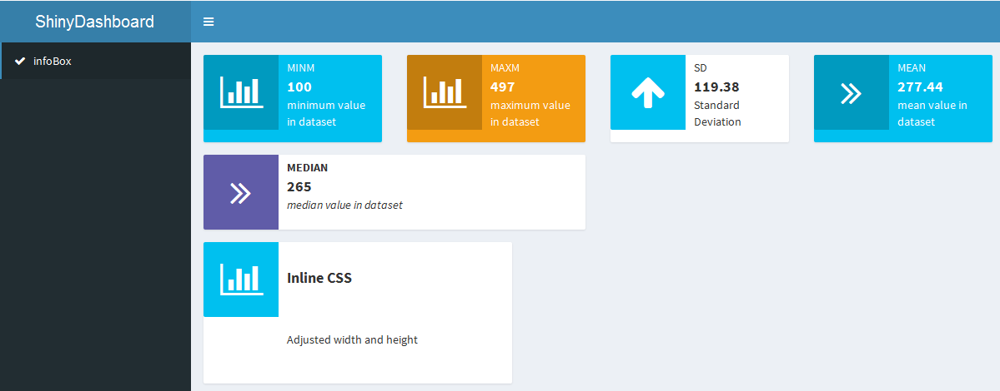 ShinyDashboard
infoBox
MINM
100
minimum value
in dataset
MAXM
497
maximum value
in dataset
SD
119.38
Standard
Deviation
MEAN
277.44
mean value in
dataset
MEDIAN
265
median value in dataset
Inline CSS
Adjusted width and height